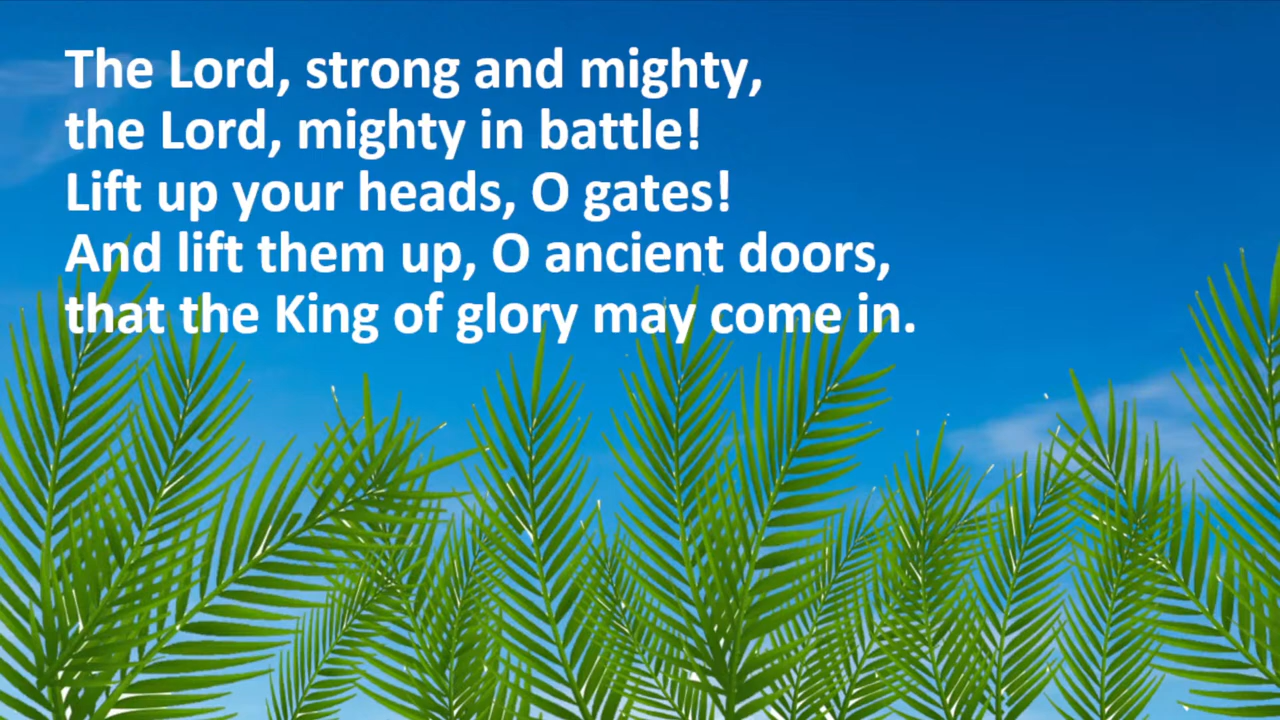 The Lord, strong and mighty,
the Lord, mighty in battle!
Lift up your heads, O gates!
And lift them up, O ancient doors,
that the King of glory may come in.